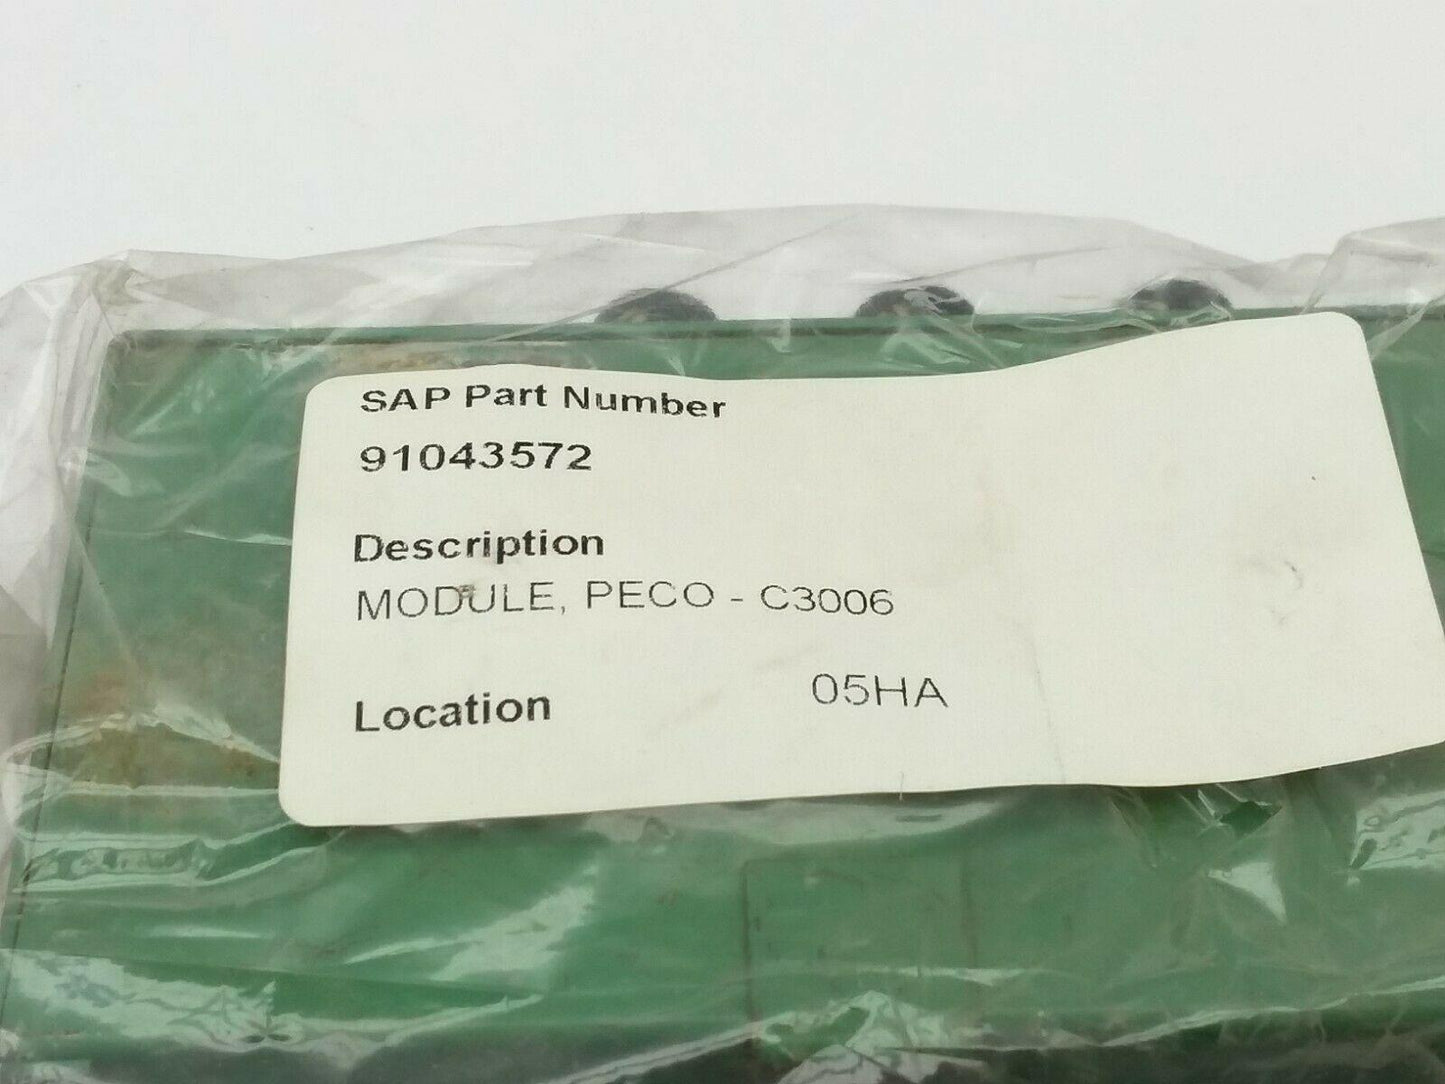 SAP Part Number
91043572
Description
MODULE, PECO - C3006
Location 05HA